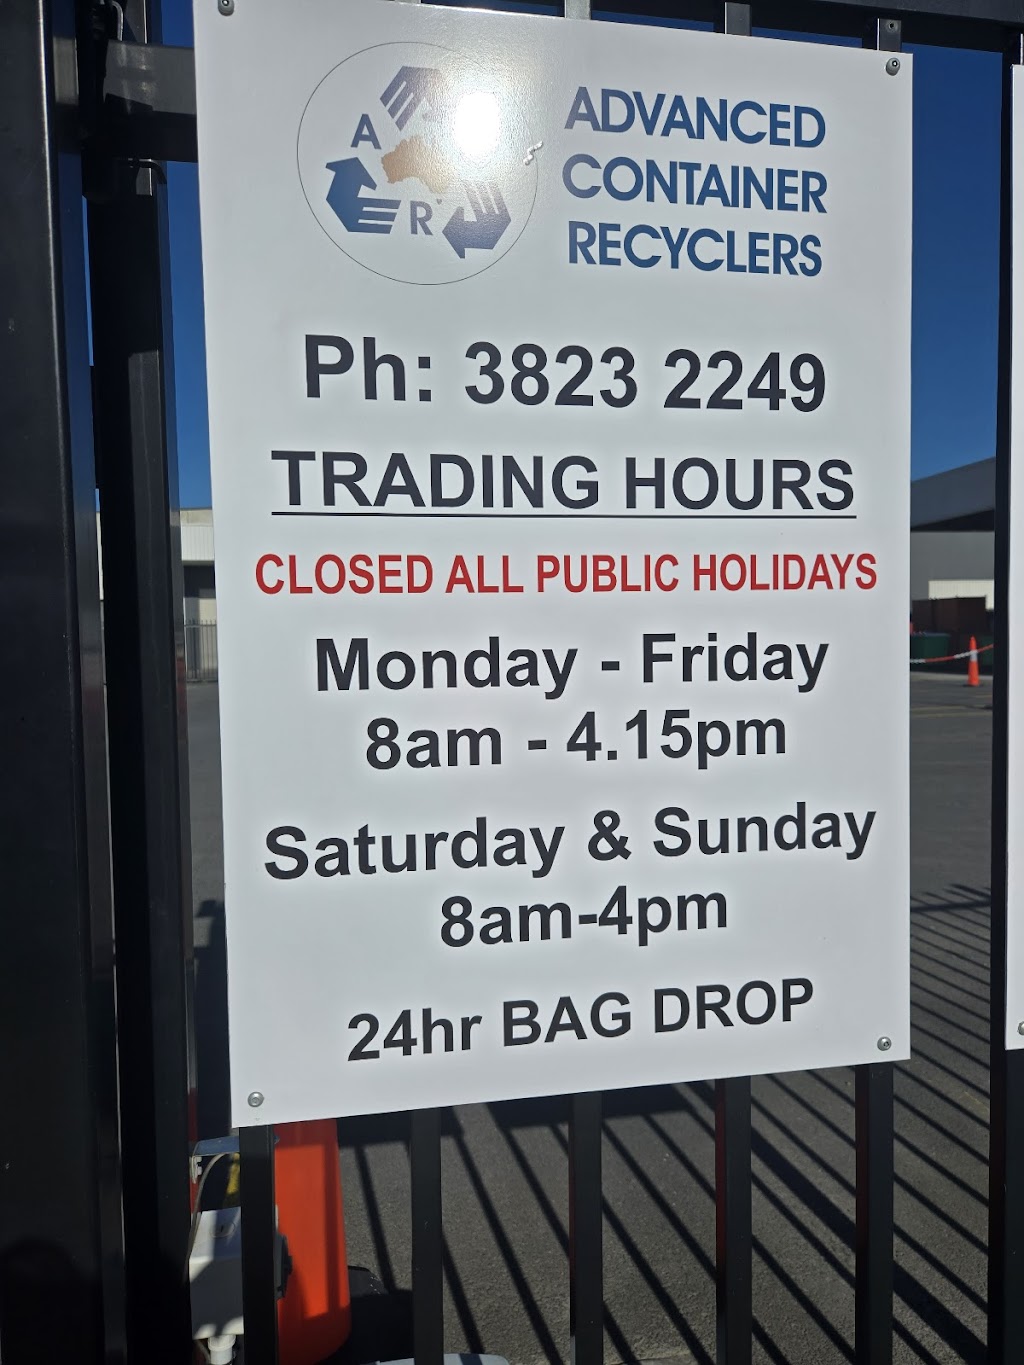 A
R
ADVANCED
CONTAINER
RECYCLERS
Ph: 3823 2249
TRADING HOURS
CLOSED ALL PUBLIC HOLIDAYS
Monday - Friday
8am - 4.15pm
Saturday & Sunday
8am-4pm
24hr BAG DROP